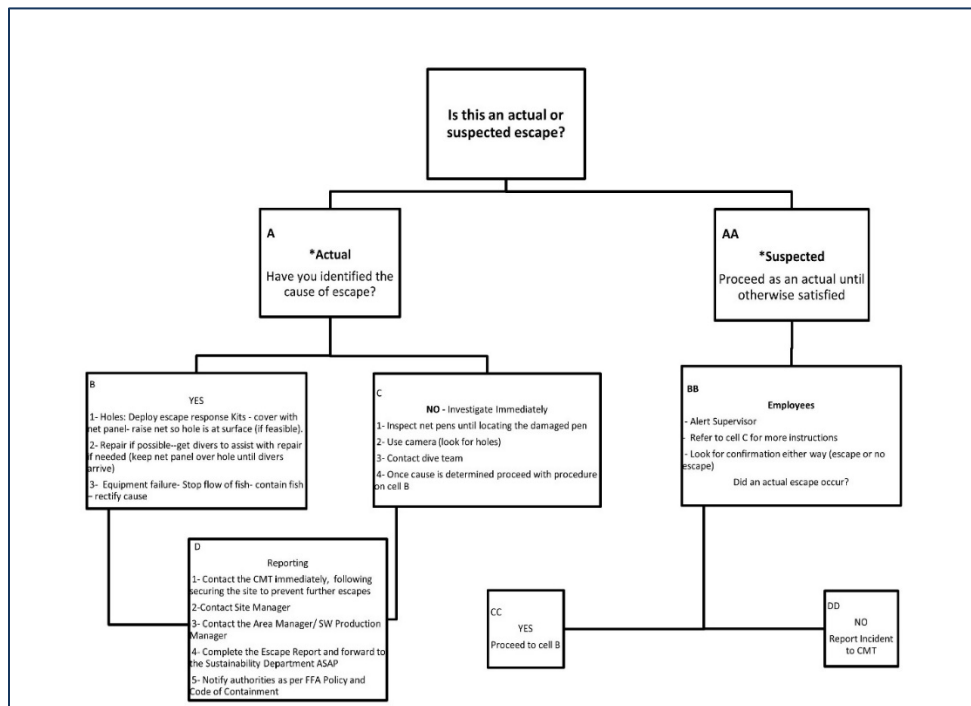 Is this an actual or
suspected escape?
A
*Actual
Have you identified the
cause of escape?
AA
*Suspected
Proceed as an actual until
otherwise satisfied
B
YES
1- Holes: Deploy escape response Kits - cover with
net panel- raise net so hole is at surface (if feasible).
2- Repair if possible--get divers to assist with repair
if needed (keep net panel over hole until divers
arrive)
3- Equipment failure- Stop flow of fish- contain fish
– rectify cause
C
NO - Investigate Immediately
1- Inspect net pens until locating the damaged pen
2- Use camera (look for holes)
3- Contact dive team
4- Once cause is determined proceed with procedure
on cell B
BB
Employees
- Alert Supervisor
- Refer to cell C for more instructions
- Look for confirmation either way (escape or no
escape)
Did an actual escape occur?
D
Reporting
1- Contact the CMT immediately, following
securing the site to prevent further escapes
2-Contact Site Manager
3- Contact the Area Manager/ SW Production
Manager
4- Complete the Escape Report and forward to
the Sustainability Department ASAP
5- Notify authorities as per FFA Policy and
Code of Containment
CC
YES
Proceed to cell B
DD
NO
Report Incident
to CMT